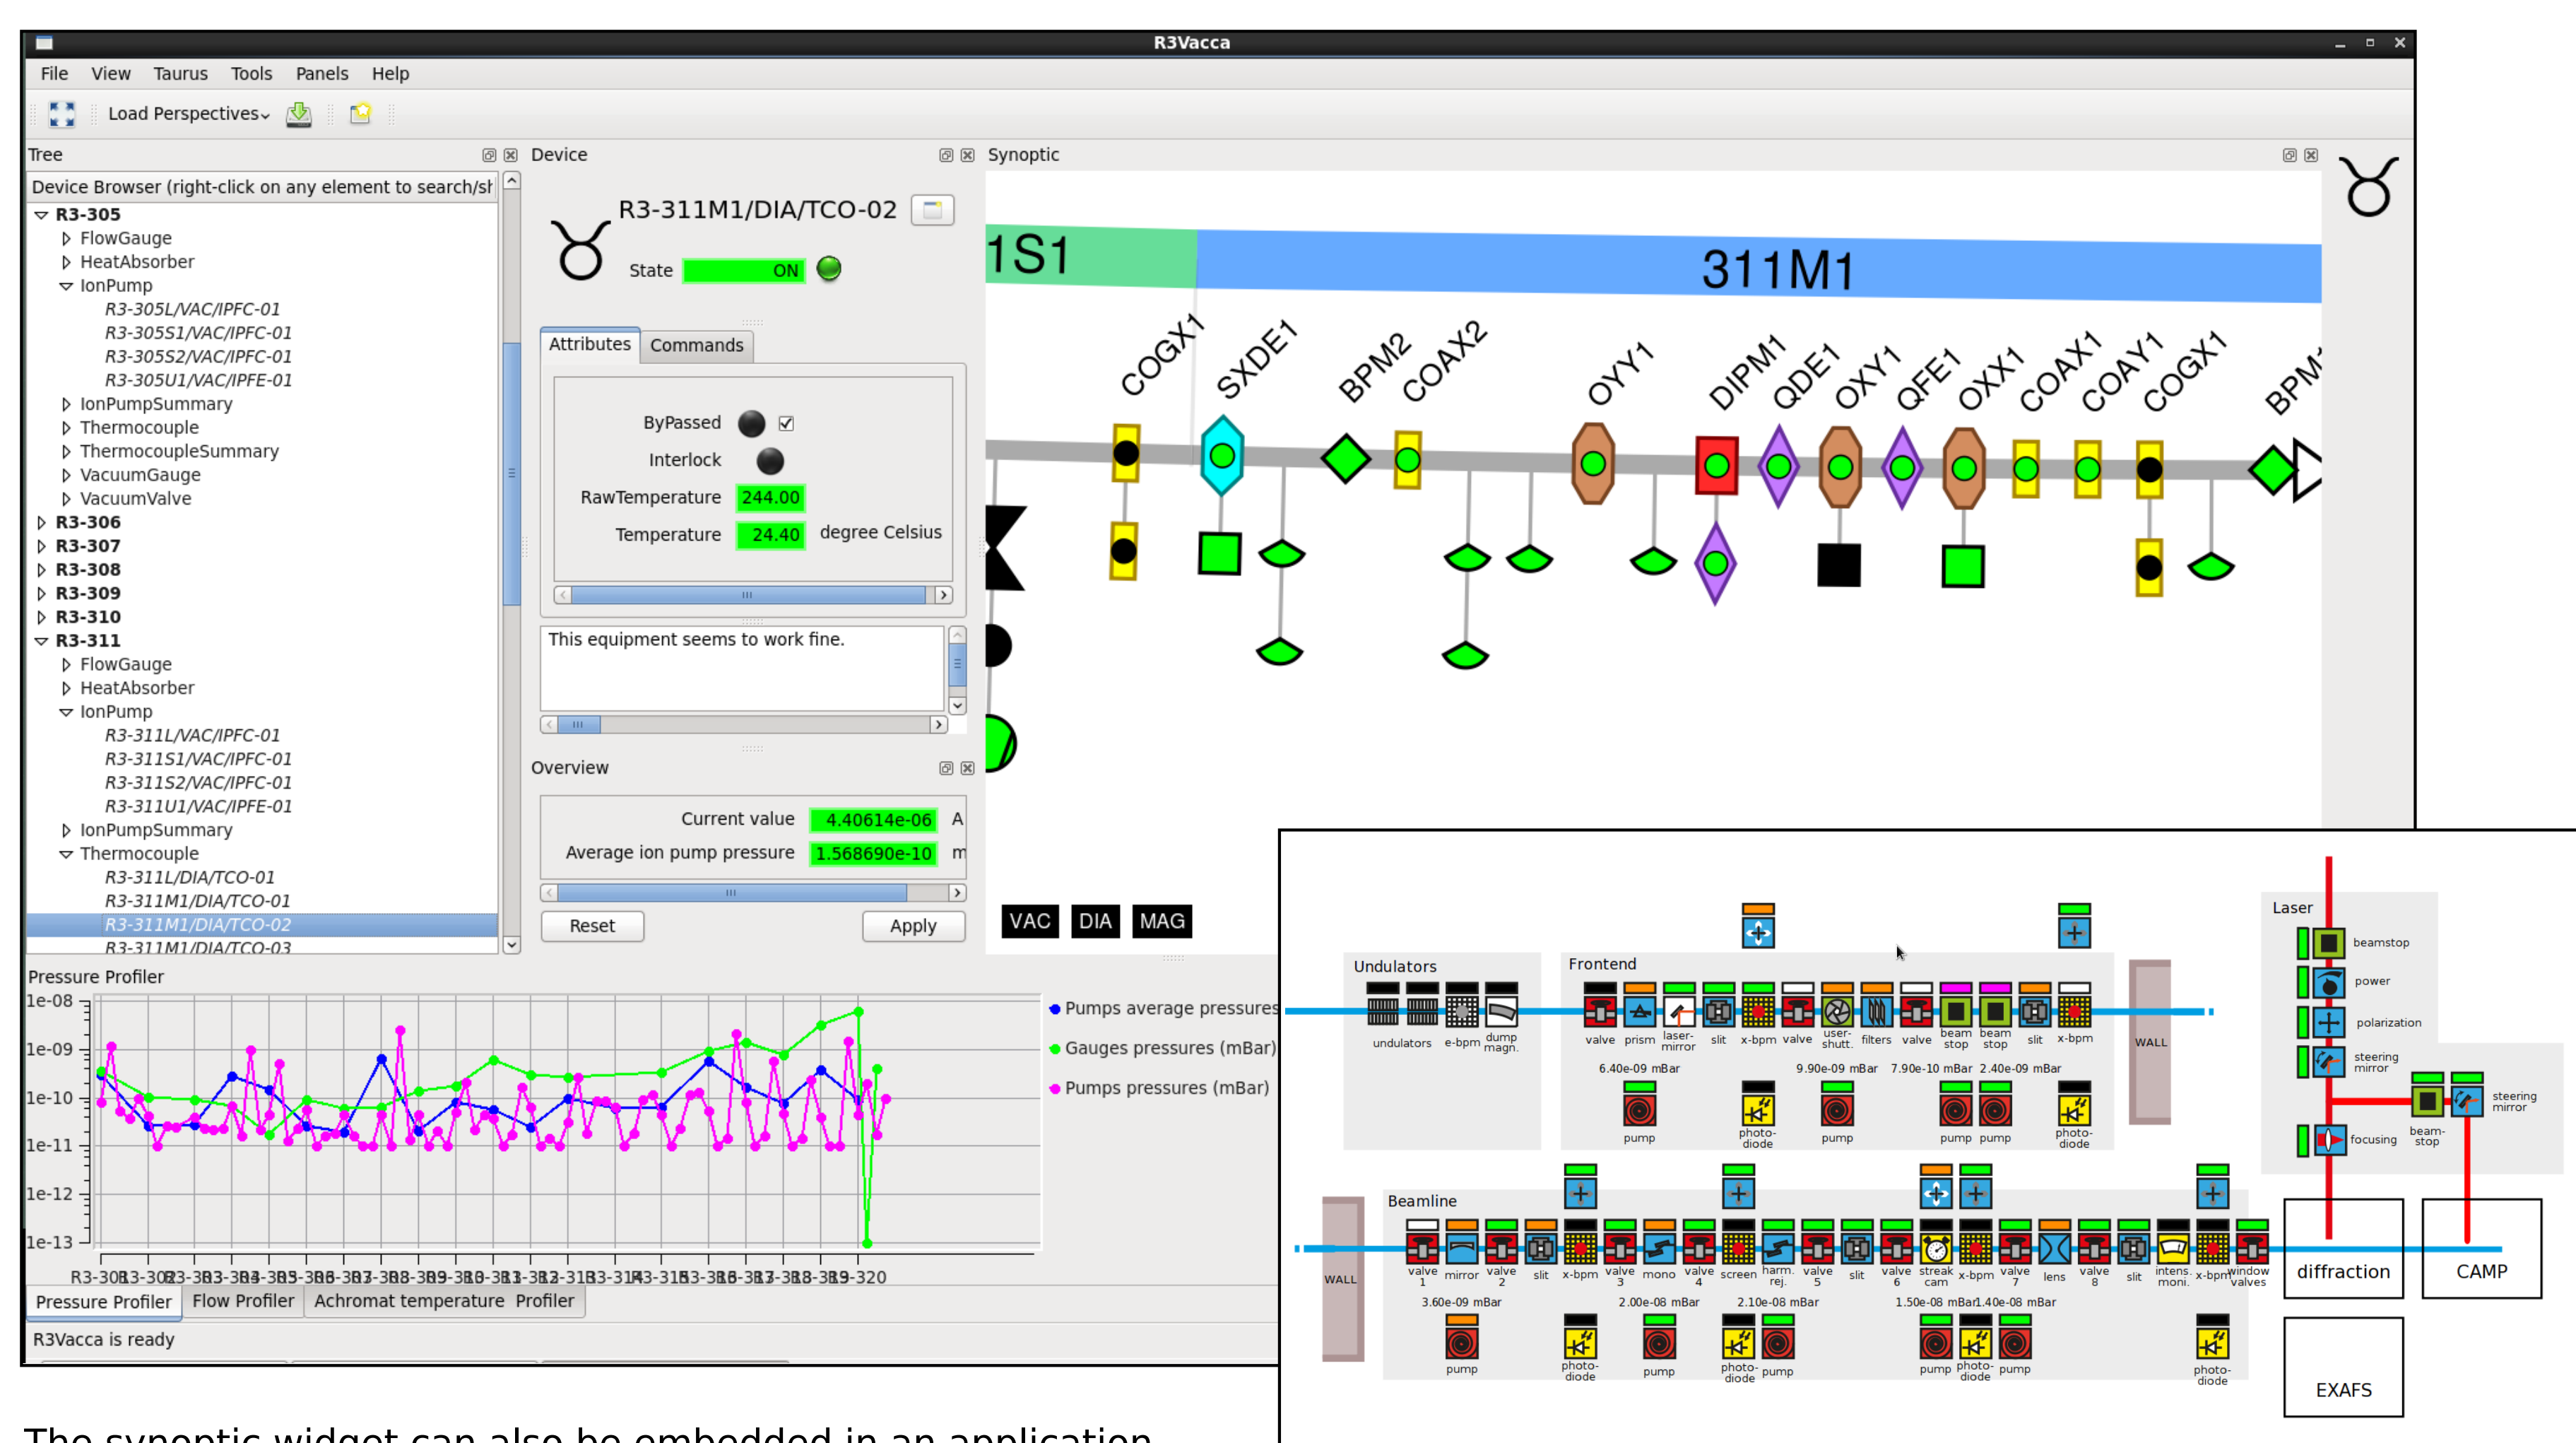 R3Vacca
File View Taurus Tools Panels Help
Load Perspectives
Tree
Device Browser (right-click on any element to search/sh
R3-305
FlowGauge
HeatAbsorber
IonPump
R3-305L/VAC/IPFC-01
R3-305S1/VAC/IPFC-01
R3-305S2/VAC/IPFC-01
R3-305U1/VAC/IPFE-01
IonPumpSummary
Thermocouple
ThermocoupleSummary
VacuumGauge
VacuumValve
R3-306
R3-307
R3-308
R3-309
R3-310
R3-311
FlowGauge
HeatAbsorber
IonPump
R3-311L/VAC/IPFC-01
R3-311S1/VAC/IPFC-01
R3-311S2/VAC/IPFC-01
R3-311U1/VAC/IPFE-01
IonPumpSummary
Thermocouple
R3-311L/DIA/TCO-01
R3-311M1/DIA/TCO-01
R3-311M1/DIA/TCO-02
R3-311M1/DIA/TCO-03
Device
R3-311M1/DIA/TCO-02
State ON
Attributes Commands
ByPassed
Interlock
RawTemperature 244.00
Temperature 24.40 degree Celsius
This equipment seems to work fine.
Overview
Current value 4.40614e-06 A
Average ion pump pressure 1.568690e-10 m
Reset Apply
Synoptic
1S1 311M1
COGX1 SXDE1 BPM2 COAX2 OYY1 DIPM1 QDE1 OXY1 QFE1 OXX1 COAX1 COAY1 COGX1 BPM1
VAC DIA MAG
Pressure Profiler
1e-08
1e-09
1e-10
1e-11
1e-12
1e-13
Pumps average pressures
Gauges pressures (mBar)
Pumps pressures (mBar)
Pressure Profiler Flow Profiler Achromat temperature Profiler
R3Vacca is ready
Undulators
undulators e-bpm dump magn.
Frontend
valve prism laser-mirror slit x-bpm valve user-shutt. filters valve beam stop beam stop slit x-bpm
6.40e-09 mBar 9.90e-09 mBar 7.90e-10 mBar 2.40e-09 mBar
pump photo-diode pump pump pump photo-diode
WALL
Laser
beamstop
power
polarization
steering mirror
beam-stop
steering mirror
focusing
WALL
Beamline
valve 1 mirror valve 2 slit x-bpm valve 3 mono valve 4 screen harm. rej. valve 5 slit valve 6 streak cam x-bpm valve 7 lens valve 8 slit intens. moni. x-bpm window valves
3.60e-09 mBar 2.00e-08 mBar 2.10e-08 mBar 1.50e-08 mBar 1.40e-08 mBar
pump photo-diode pump photo-diode pump pump photo-diode pump photo-diode
diffraction CAMP
EXAFS
The synoptic widget can also be embedded in an application